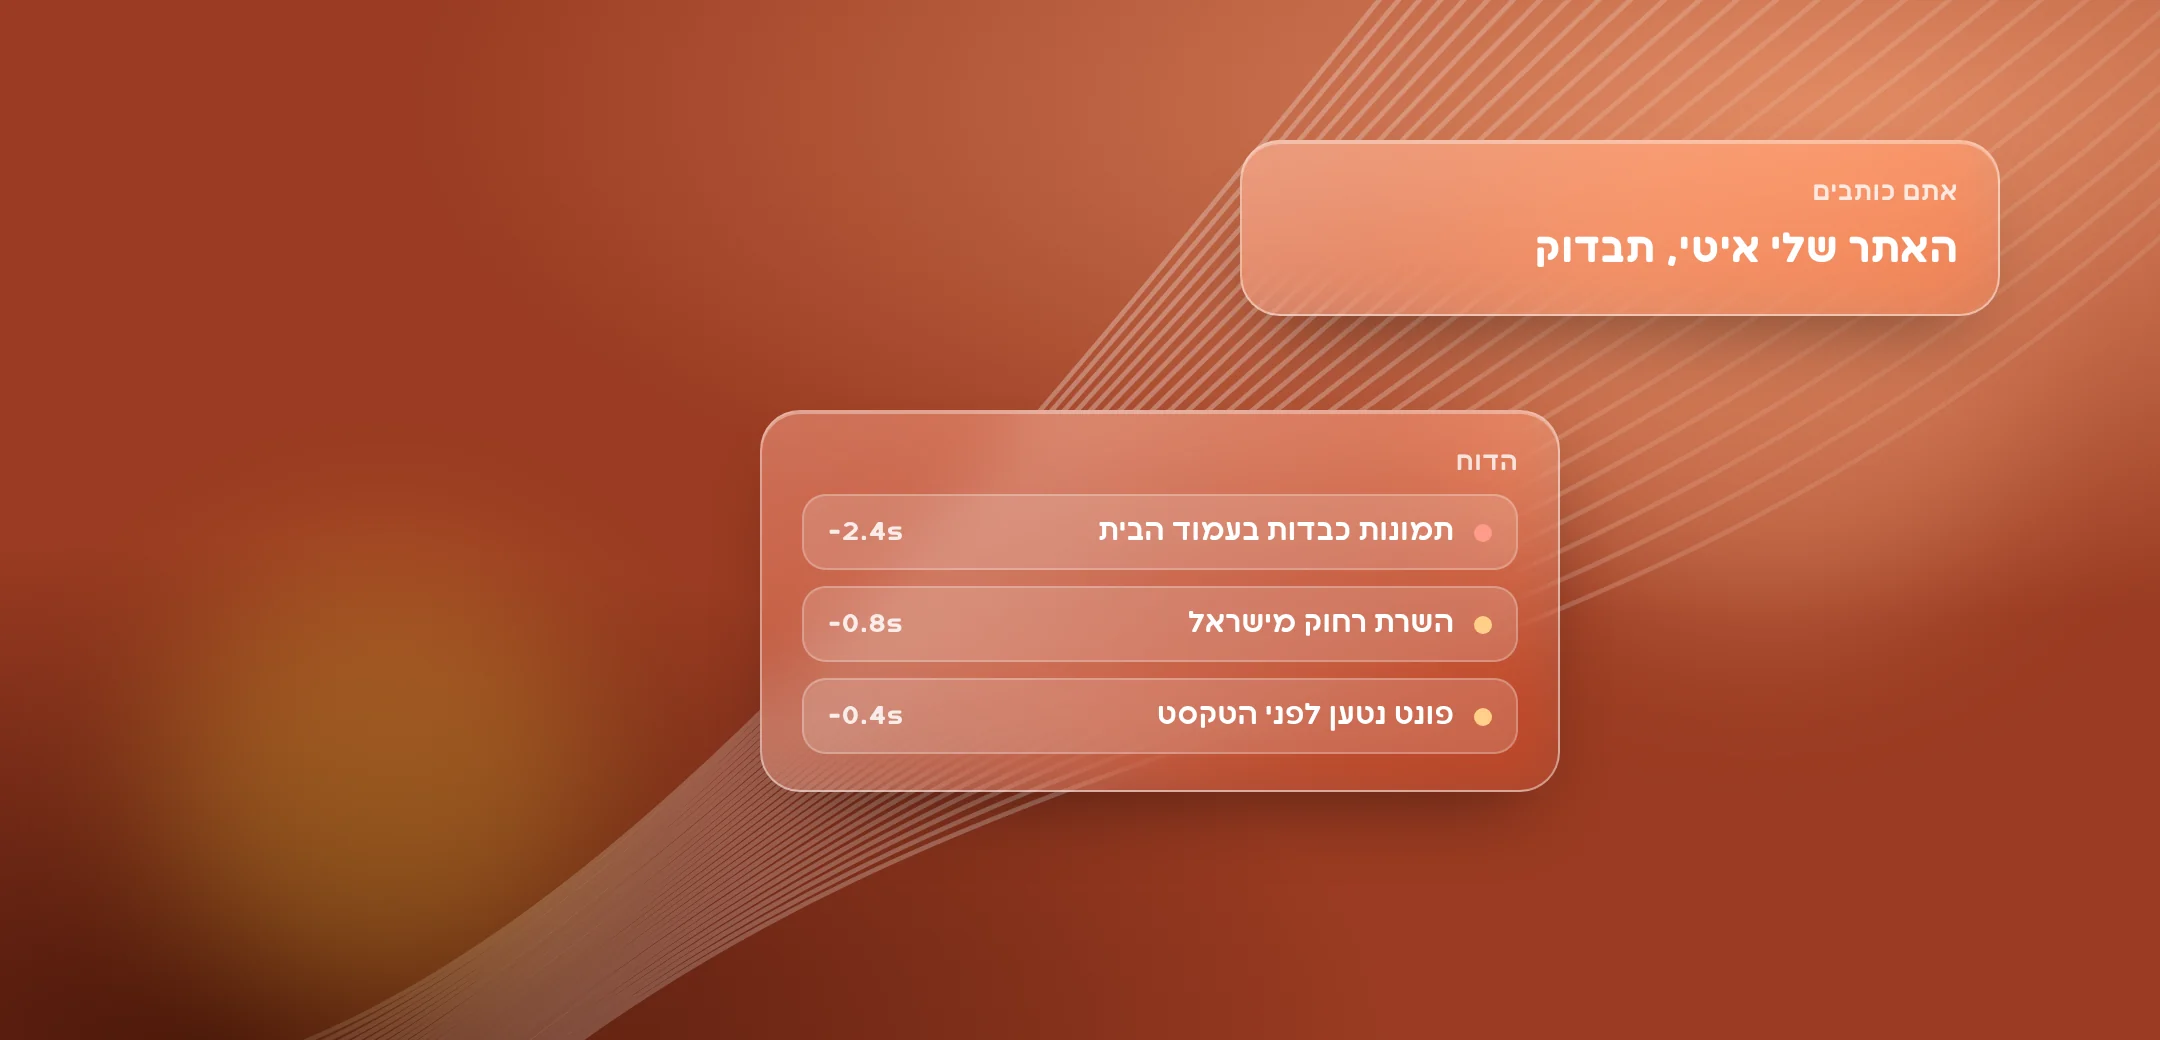 אתם כותבים
האתר שלי איטי, תבדוק
הדוח
תמונות כבדות בעמוד הבית -2.4s
השרת רחוק מישראל -0.8s
פונט נטען לפני הטקסט -0.4s